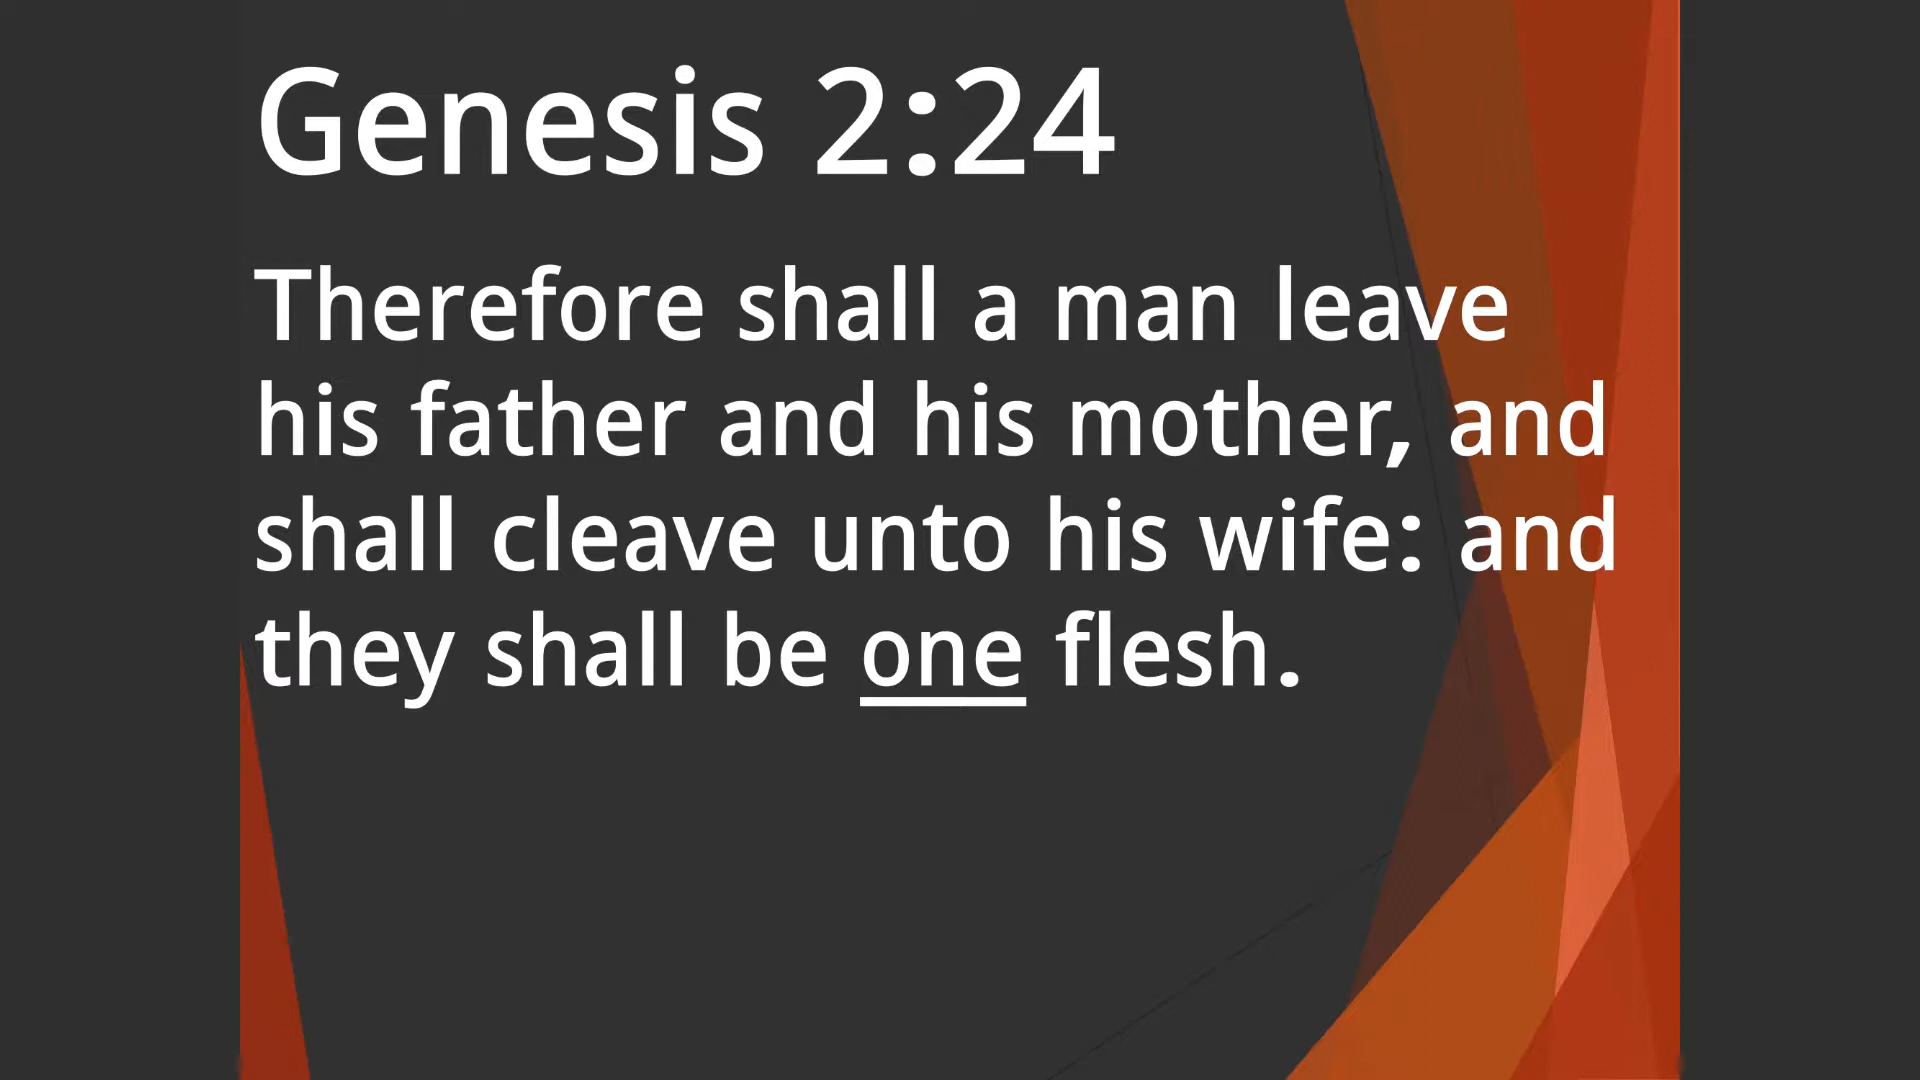 Genesis 2:24
Therefore shall a man leave
his father and his mother, and
shall cleave unto his wife: and
they shall be one flesh.